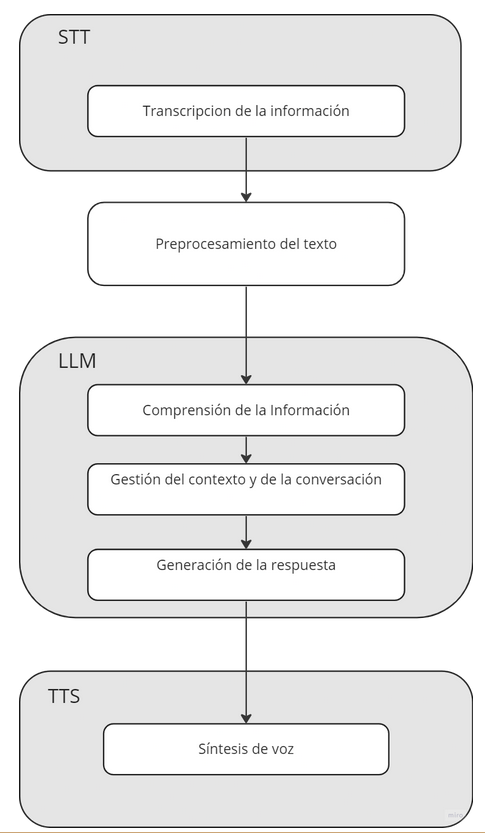 STT
Transcripcion de la información
Preprocesamiento del texto
LLM
Comprensión de la Información
Gestión del contexto y de la conversación
Generación de la respuesta
TTS
Síntesis de voz
miro